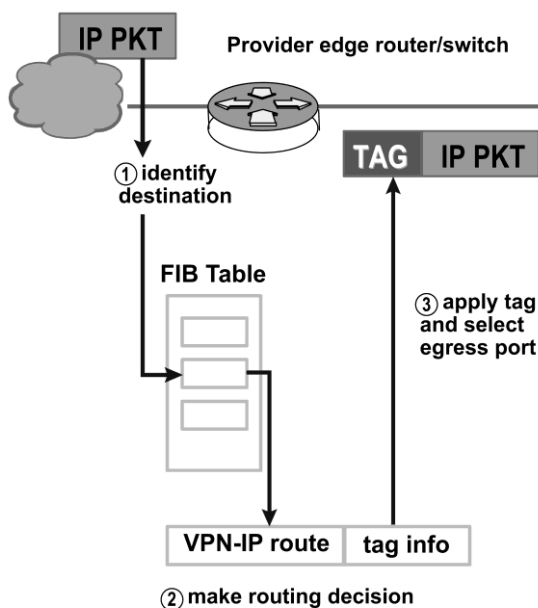 IP PKT
Provider edge router/switch
TAG IP PKT
① identify
destination
FIB Table
③ apply tag
and select
egress port
VPN-IP route tag info
② make routing decision